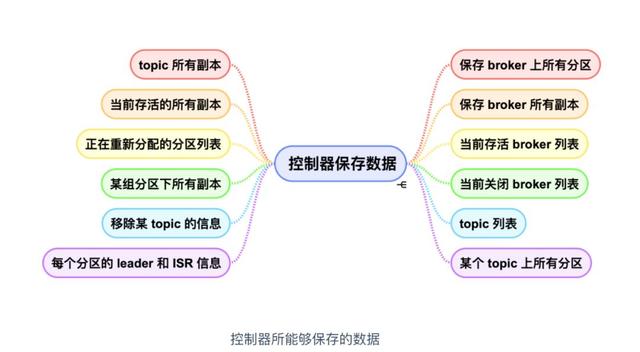 topic 所有副本
当前存活的所有副本
正在重新分配的分区列表
某组分区下所有副本
移除某 topic 的信息
每个分区的 leader 和 ISR 信息
控制器保存数据
保存 broker 上所有分区
保存 broker 所有副本
当前存活 broker 列表
当前关闭 broker 列表
topic 列表
某个 topic 上所有分区
控制器所能够保存的数据